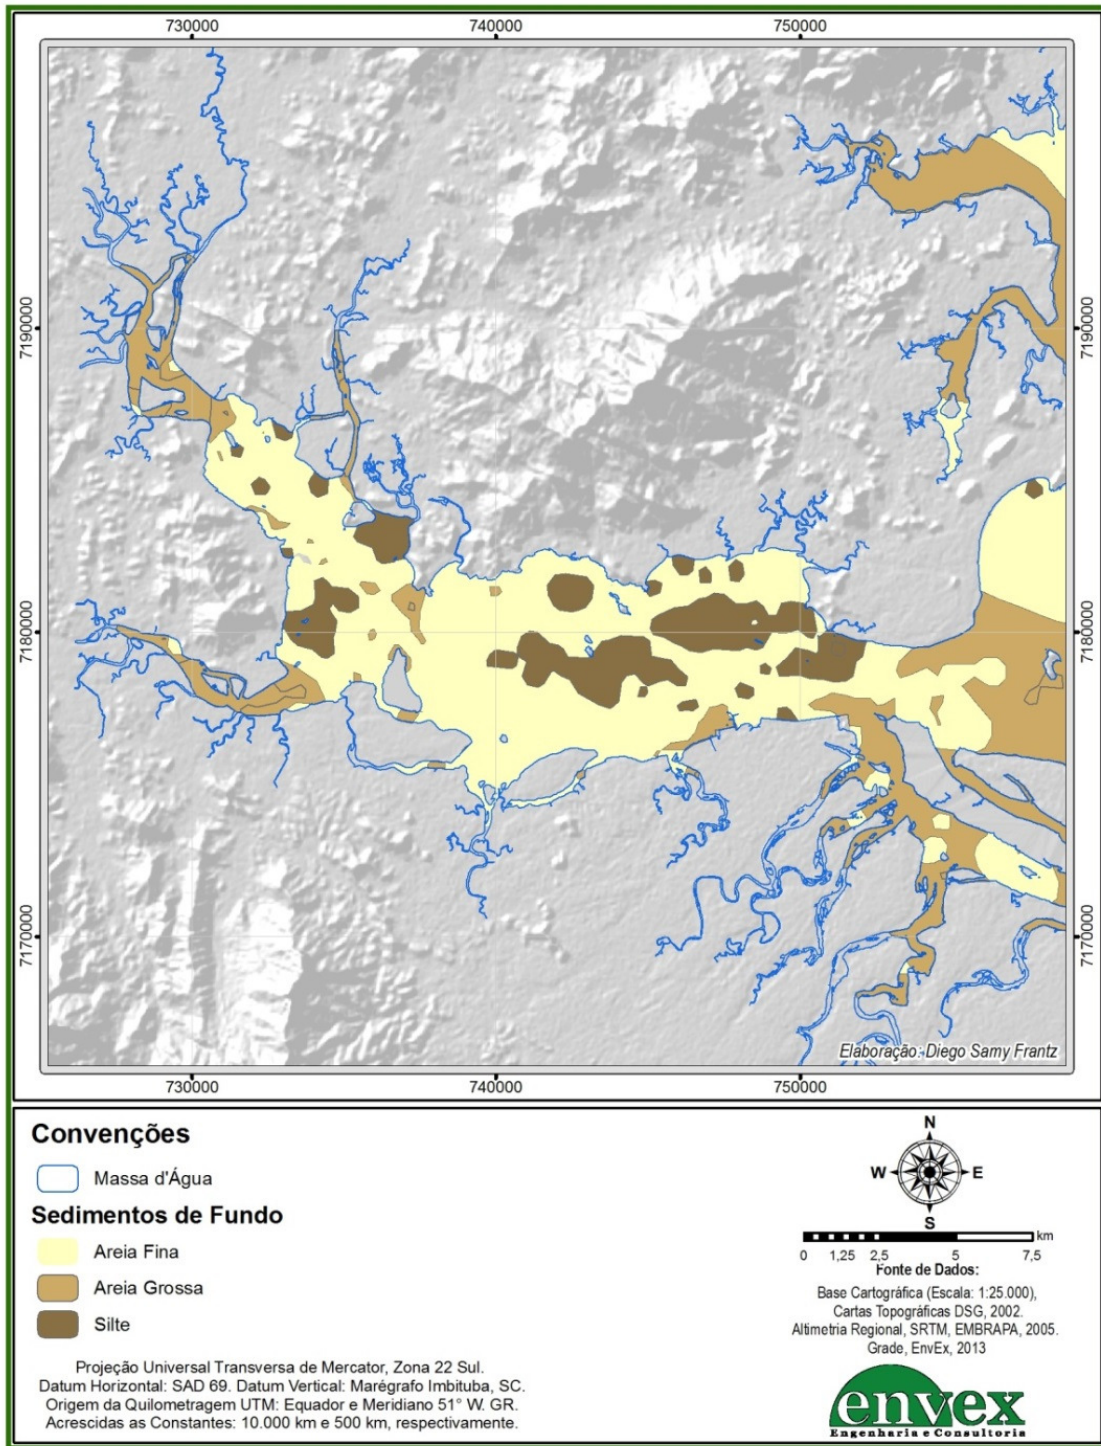 730000
740000
750000
7190000
7190000
7180000
7180000
7170000
7170000
Elaboração: Diego Samy Frantz
730000
740000
750000
Convenções
Massa d'Água
Sedimentos de Fundo
Areia Fina
Areia Grossa
Silte
Projeção Universal Transversa de Mercator, Zona 22 Sul.
Datum Horizontal: SAD 69. Datum Vertical: Marégrafo Imbituba, SC.
Origem da Quilometragem UTM: Equador e Meridiano 51° W. GR.
Acrescidas as Constantes: 10.000 km e 500 km, respectivamente.
N
W
E
S
km
0 1,25 2,5 5 7,5
Fonte de Dados:
Base Cartográfica (Escala: 1:25.000),
Cartas Topográficas DSG, 2002.
Altimetria Regional, SRTM, EMBRAPA, 2005.
Grade, EnvEx, 2013
envex
Engenharia e Consultoria